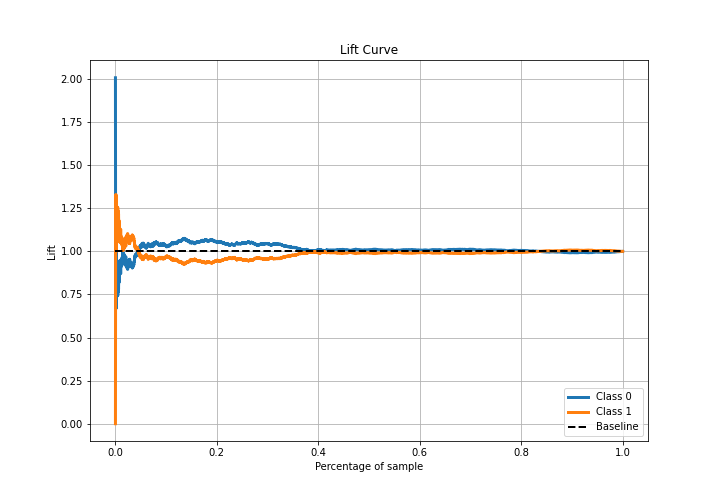 Lift Curve
2.00
1.75
1.50
1.25
1.00
0.75
0.50
0.25
0.00
Lift
0.0 0.2 0.4 0.6 0.8 1.0
Percentage of sample
Class 0
Class 1
Baseline